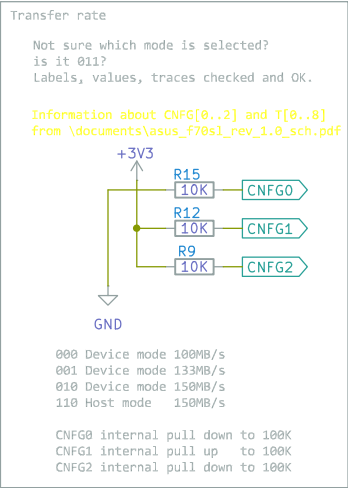 Transfer rate
Not sure which mode is selected?
is it 011?
Labels, values, traces checked and OK.
Information about CNFG[0..2] and T[0..8]
from \documents\asus_f70sl_rev_1.0_sch.pdf
+3V3
R15
10K
CNFG0
R12
10K
CNFG1
R9
10K
CNFG2
GND
000 Device mode 100MB/s
001 Device mode 133MB/s
010 Device mode 150MB/s
110 Host mode   150MB/s
CNFG0 internal pull down to 100K
CNFG1 internal pull up   to 100K
CNFG2 internal pull down to 100K